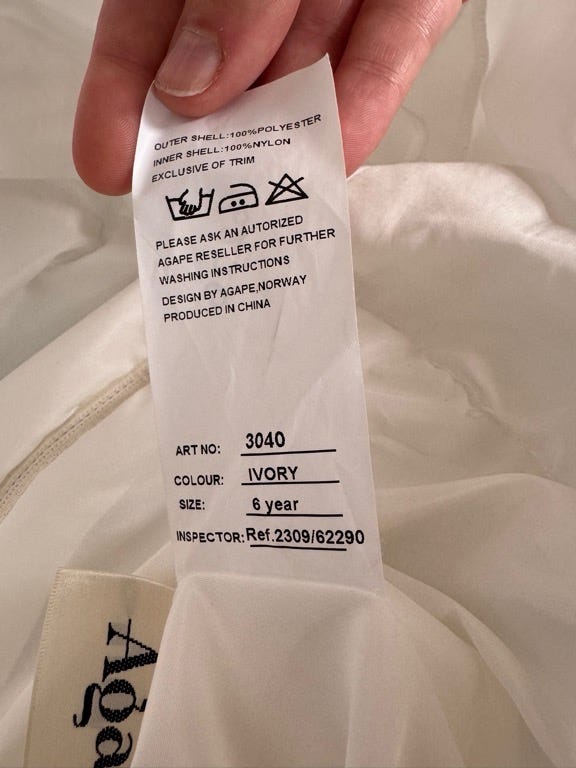 OUTER SHELL:100%POLYESTER
INNER SHELL:100%NYLON
EXCLUSIVE OF TRIM
PLEASE ASK AN AUTORIZED
AGAPE RESELLER FOR FURTHER
WASHING INSTRUCTIONS
DESIGN BY AGAPE,NORWAY
PRODUCED IN CHINA
ART NO: 3040
COLOUR: IVORY
SIZE: 6 year
INSPECTOR: Ref.2309/62290
Aga